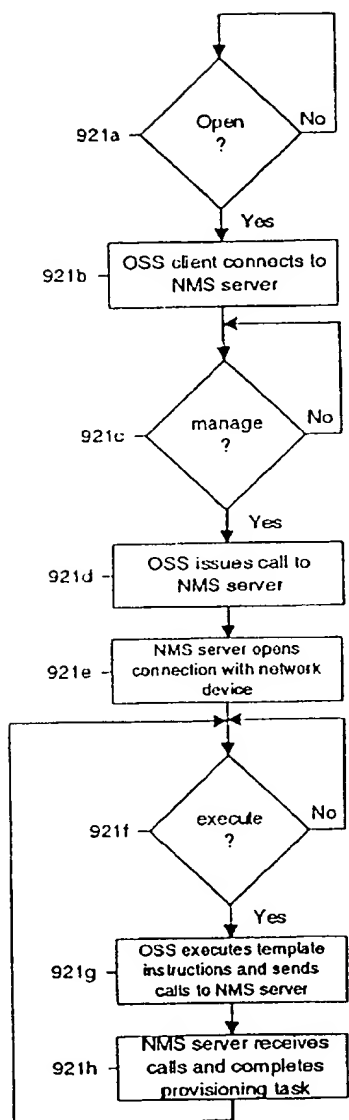 Open
?
No
921a
Yes
OSS client connects to
NMS server
921b
manage
?
No
921c
Yes
OSS issues call to
NMS server
921d
NMS server opens
connection with network
device
921e
execute
?
No
921f
Yes
OSS executes template
instructions and sends
calls to NMS server
921g
NMS server receives
calls and completes
provisioning task
921h